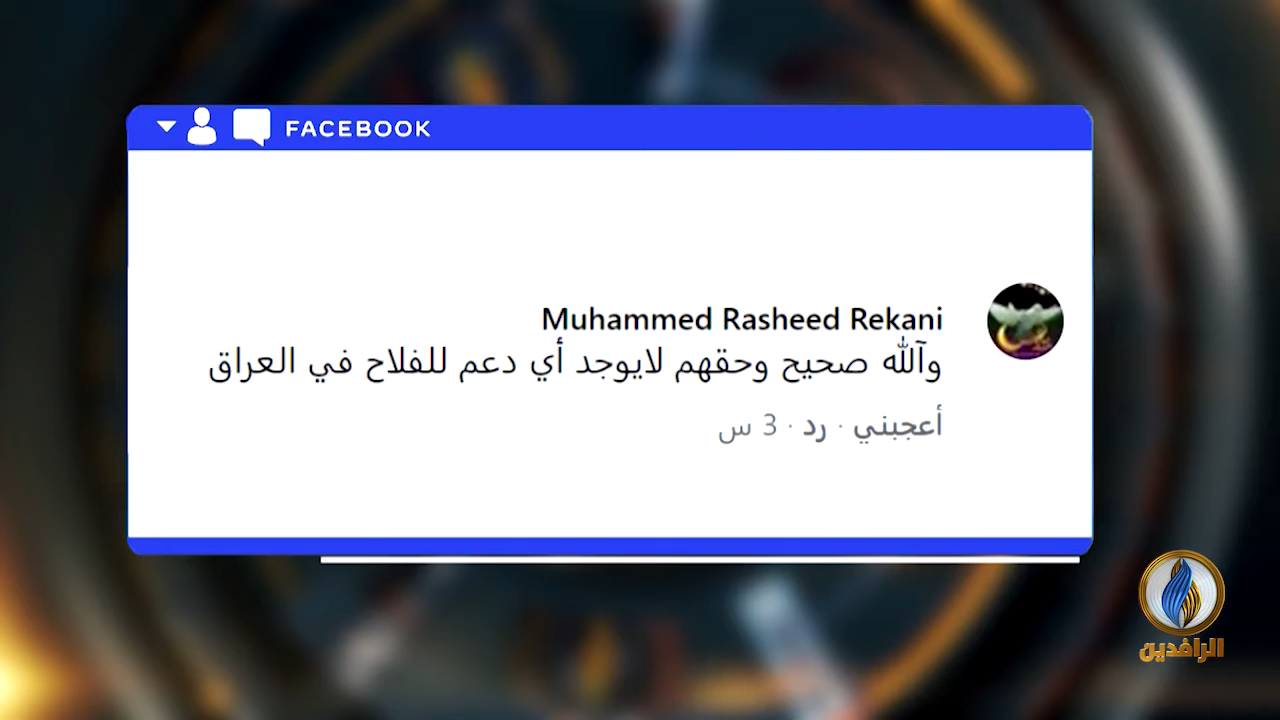 FACEBOOK
Muhammed Rasheed Rekani
وآلله صحيح وحقهم لايوجد أي دعم للفلاح في العراق
أعجبني · رد · 3 س
الرافدين